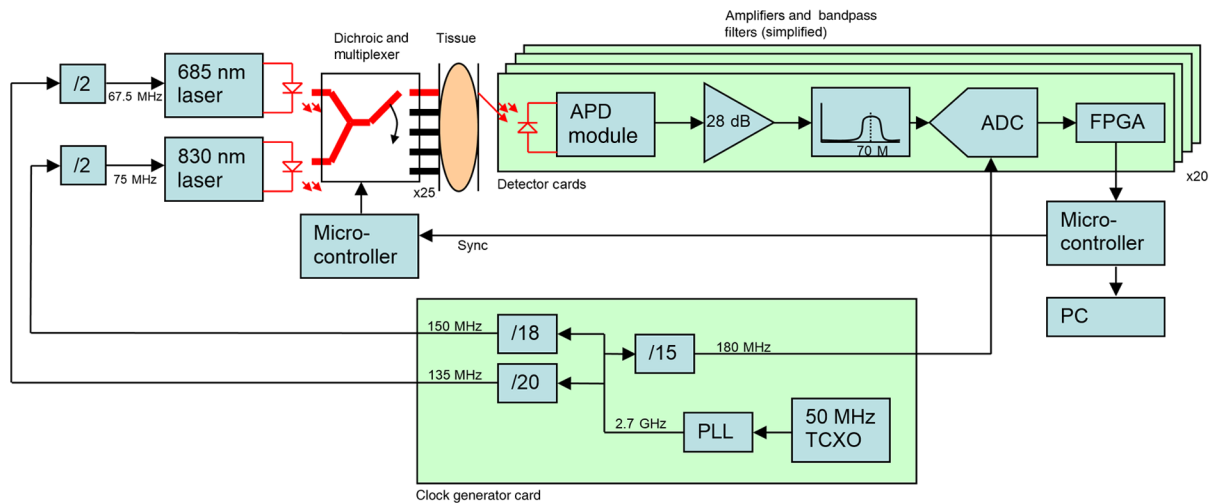 Amplifiers and bandpass
filters (simplified)
Dichroic and
multiplexer
Tissue
/2
67.5 MHz
685 nm
laser
APD
module
28 dB
70 M
ADC
FPGA
/2
75 MHz
830 nm
laser
x25
Detector cards
x20
Micro-
controller
Sync
Micro-
controller
PC
150 MHz
/18
/15
180 MHz
135 MHz
/20
2.7 GHz
PLL
50 MHz
TCXO
Clock generator card